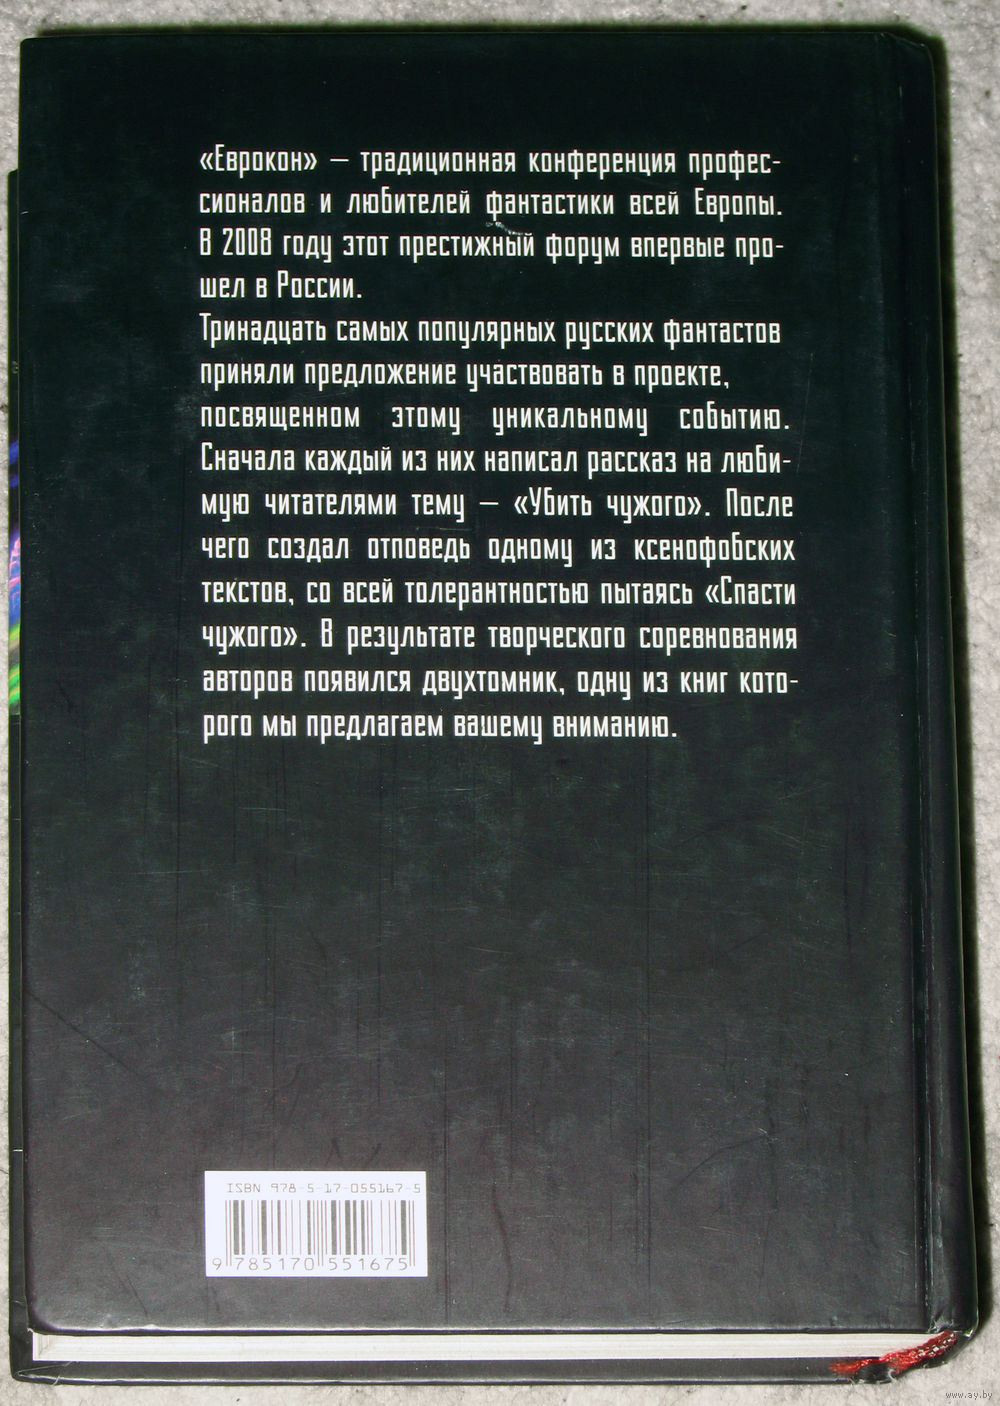 «Еврокон» – традиционная конференция профес-
сионалов и любителей фантастики всей Европы.
В 2008 году этот престижный форум впервые про-
шел в России.
Тринадцать самых популярных русских фантастов
приняли предложение участвовать в проекте,
посвященном этому уникальному событию.
Сначала каждый из них написал рассказ на люби-
мую читателями тему – «Убить чужого». После
чего создал отповедь одному из ксенофобских
текстов, со всей толерантностью пытаясь «Спасти
чужого». В результате творческого соревнования
авторов появился двухтомник, одну из книг кото-
рого мы предлагаем вашему вниманию.
ISBN 978-5-17-055167-5
9 785170 551675
www.ay.by